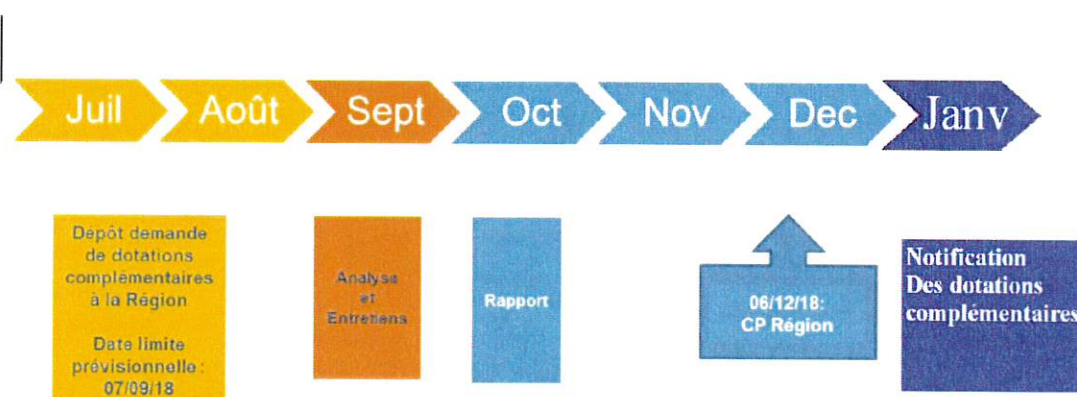 Juil Août Sept Oct Nov Dec Janv
Dépôt demande
de dotations
complémentaires
à la Région
Date limite
prévisionnelle :
07/09/18
Analyse
et
Entretiens
Rapport
06/12/18:
CP Région
Notification
Des dotations
complémentaires